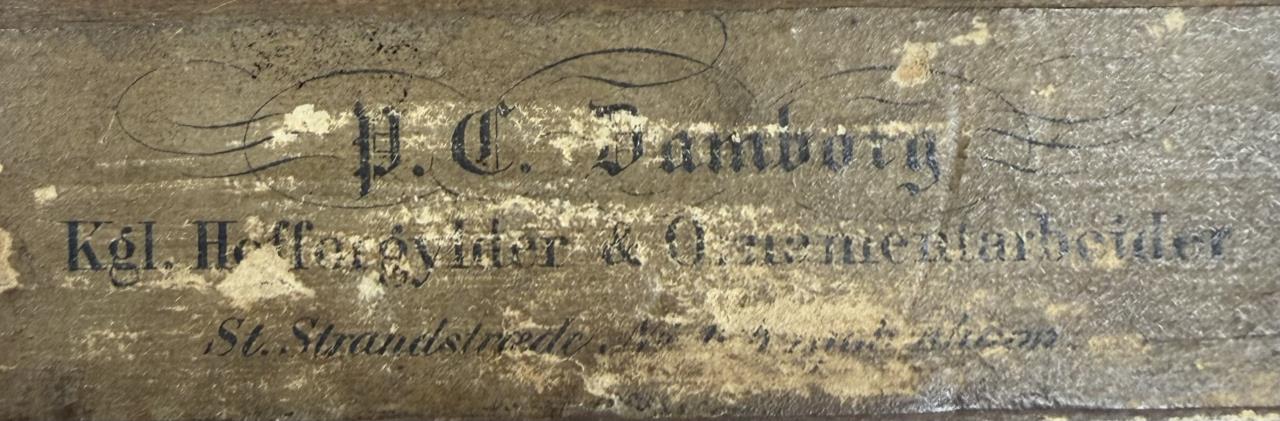 P. C. Damborg
Kgl. Hofforgylder & Ornamentarbeider
St. Strandstræde